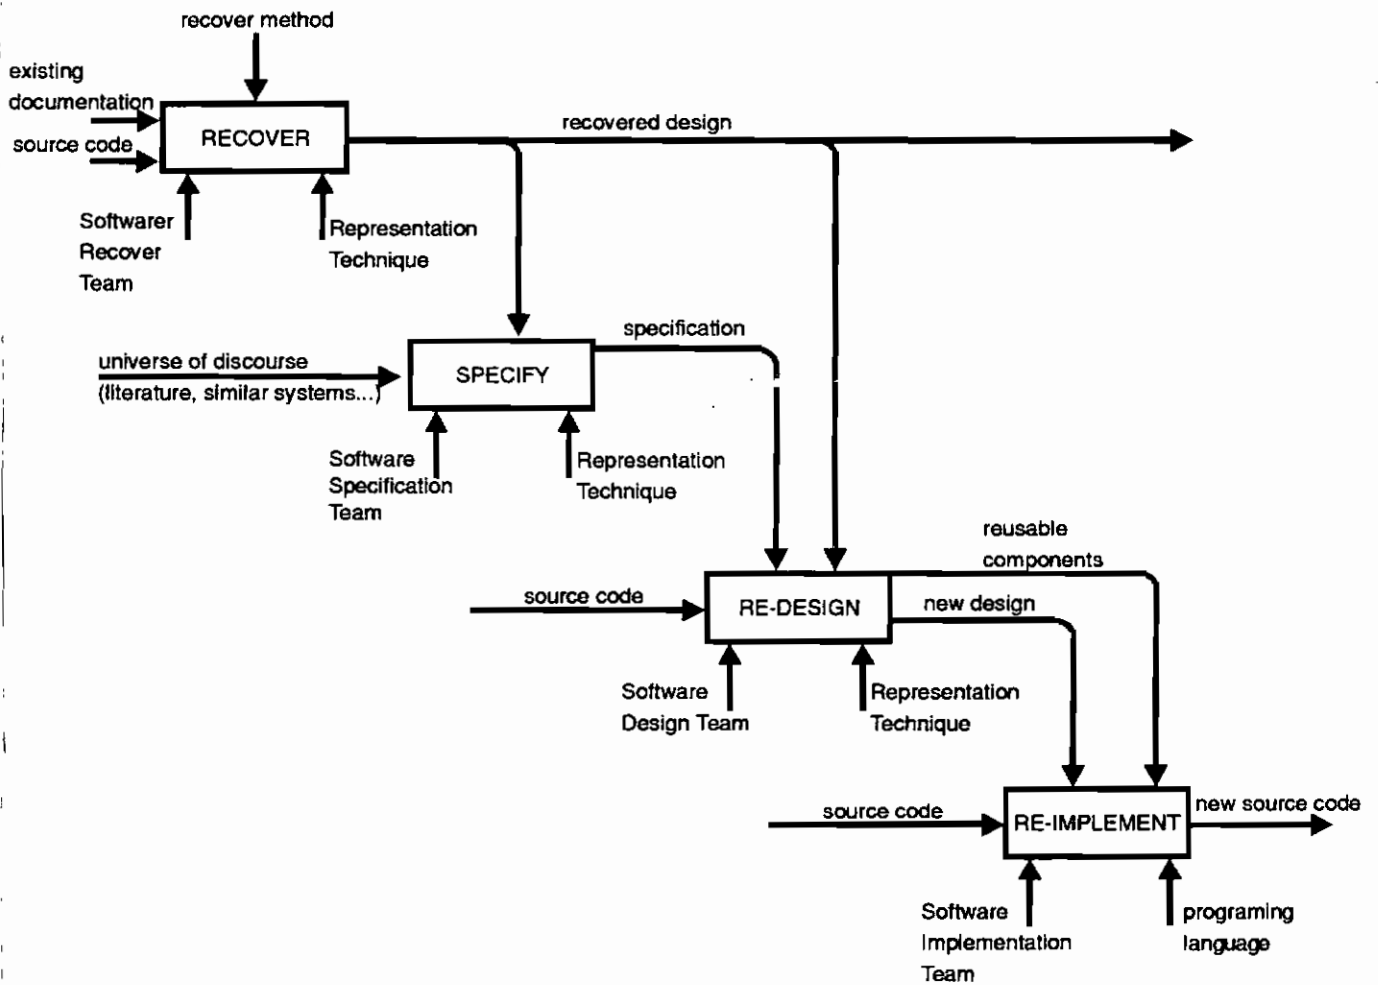 recover method
existing
documentation
source code
RECOVER
recovered design
Softwarer
Recover
Team
Representation
Technique
universe of discourse
(literature, similar systems...)
SPECIFY
specification
Software
Specification
Team
Representation
Technique
source code
RE-DESIGN
reusable
components
new design
Software
Design Team
Representation
Technique
source code
RE-IMPLEMENT
new source code
Software
Implementation
Team
programing
language